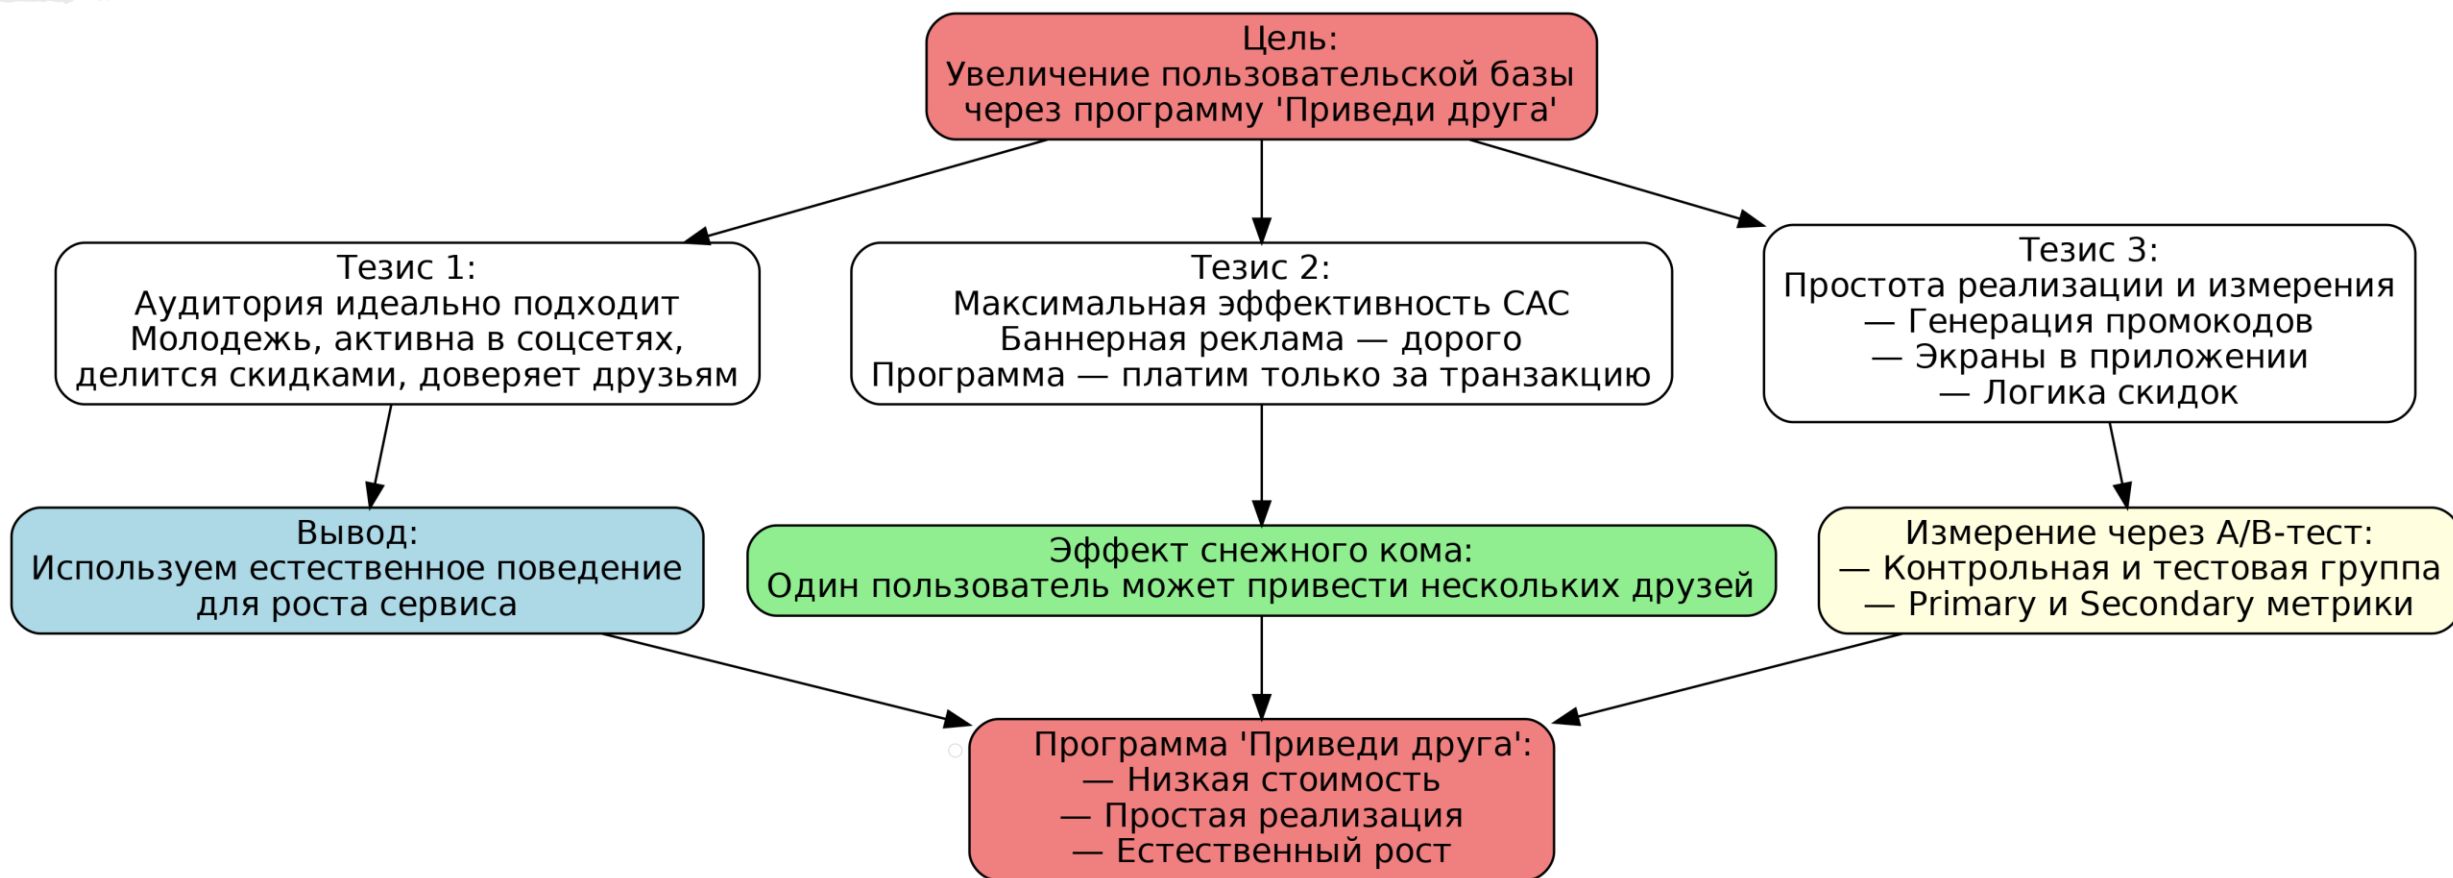 Цель:
Увеличение пользовательской базы
через программу 'Приведи друга'
Тезис 1:
Аудитория идеально подходит
Молодежь, активна в соцсетях,
делится скидками, доверяет друзьям
Тезис 2:
Максимальная эффективность CAC
Баннерная реклама — дорого
Программа — платим только за транзакцию
Тезис 3:
Простота реализации и измерения
— Генерация промокодов
— Экраны в приложении
— Логика скидок
Вывод:
Используем естественное поведение
для роста сервиса
Эффект снежного кома:
Один пользователь может привести нескольких друзей
Измерение через A/B-тест:
— Контрольная и тестовая группа
— Primary и Secondary метрики
Программа 'Приведи друга':
— Низкая стоимость
— Простая реализация
— Естественный рост